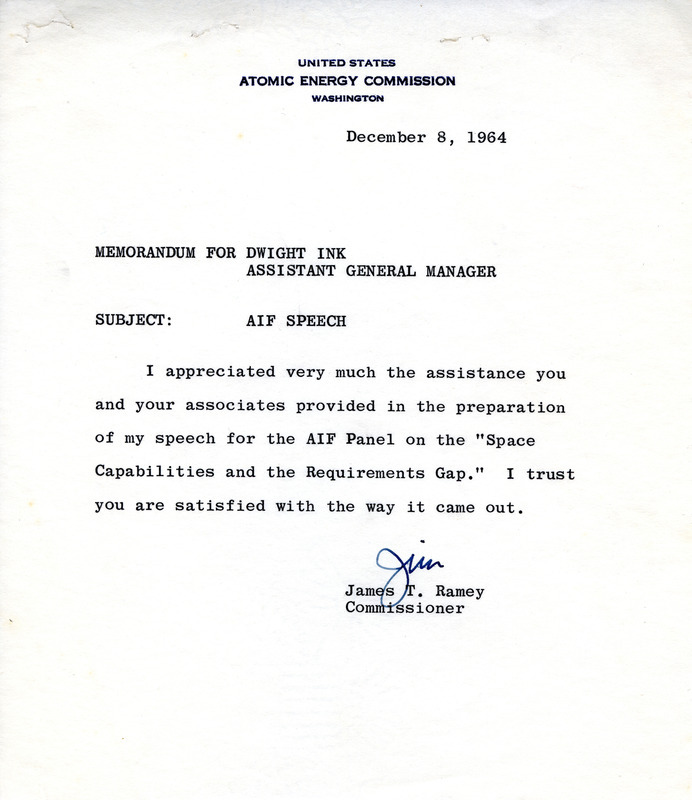 UNITED STATES
ATOMIC ENERGY COMMISSION
WASHINGTON
December 8, 1964
MEMORANDUM FOR DWIGHT INK
ASSISTANT GENERAL MANAGER
SUBJECT: AIF SPEECH
I appreciated very much the assistance you
and your associates provided in the preparation
of my speech for the AIF Panel on the "Space
Capabilities and the Requirements Gap." I trust
you are satisfied with the way it came out.
Jim
James T. Ramey
Commissioner